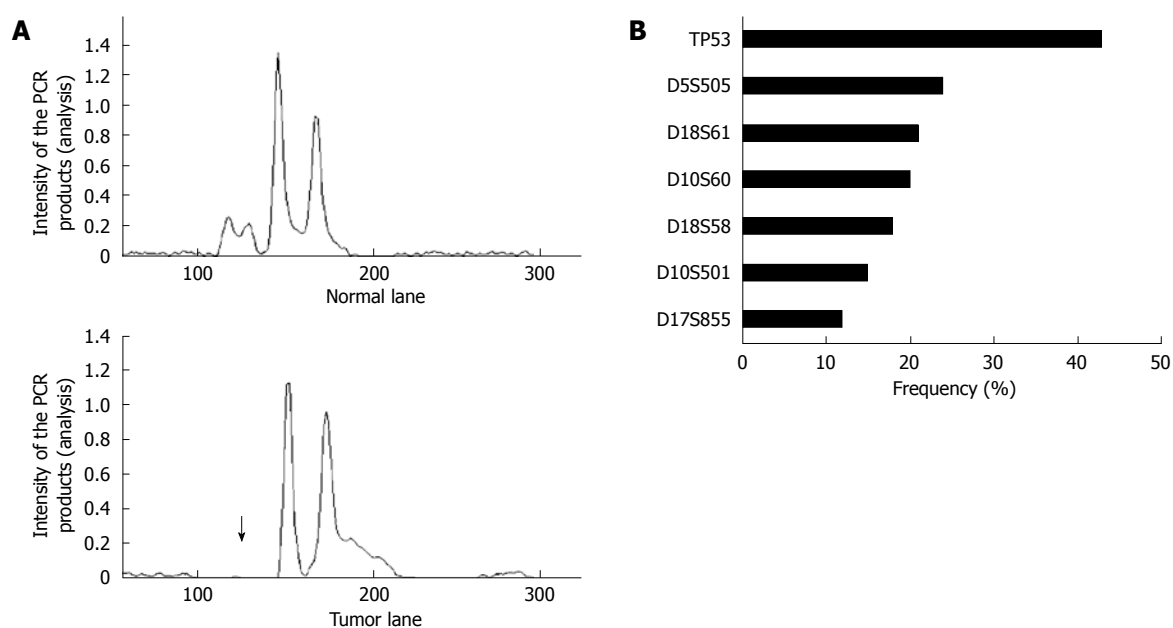 A
Intensity of the PCR
products (analysis)
1.4
1.2
1.0
0.8
0.6
0.4
0.2
0
100
200
300
Normal lane
Intensity of the PCR
products (analysis)
1.4
1.2
1.0
0.8
0.6
0.4
0.2
0
100
200
300
Tumor lane
B
TP53
D5S505
D18S61
D10S60
D18S58
D10S501
D17S855
0
10
20
30
40
50
Frequency (%)